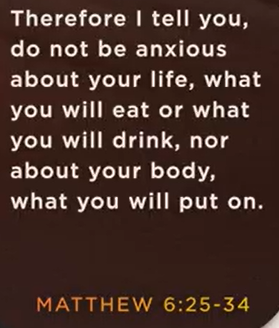 Therefore I tell you,
do not be anxious
about your life, what
you will eat or what
you will drink, nor
about your body,
what you will put on.
MATTHEW 6:25-34